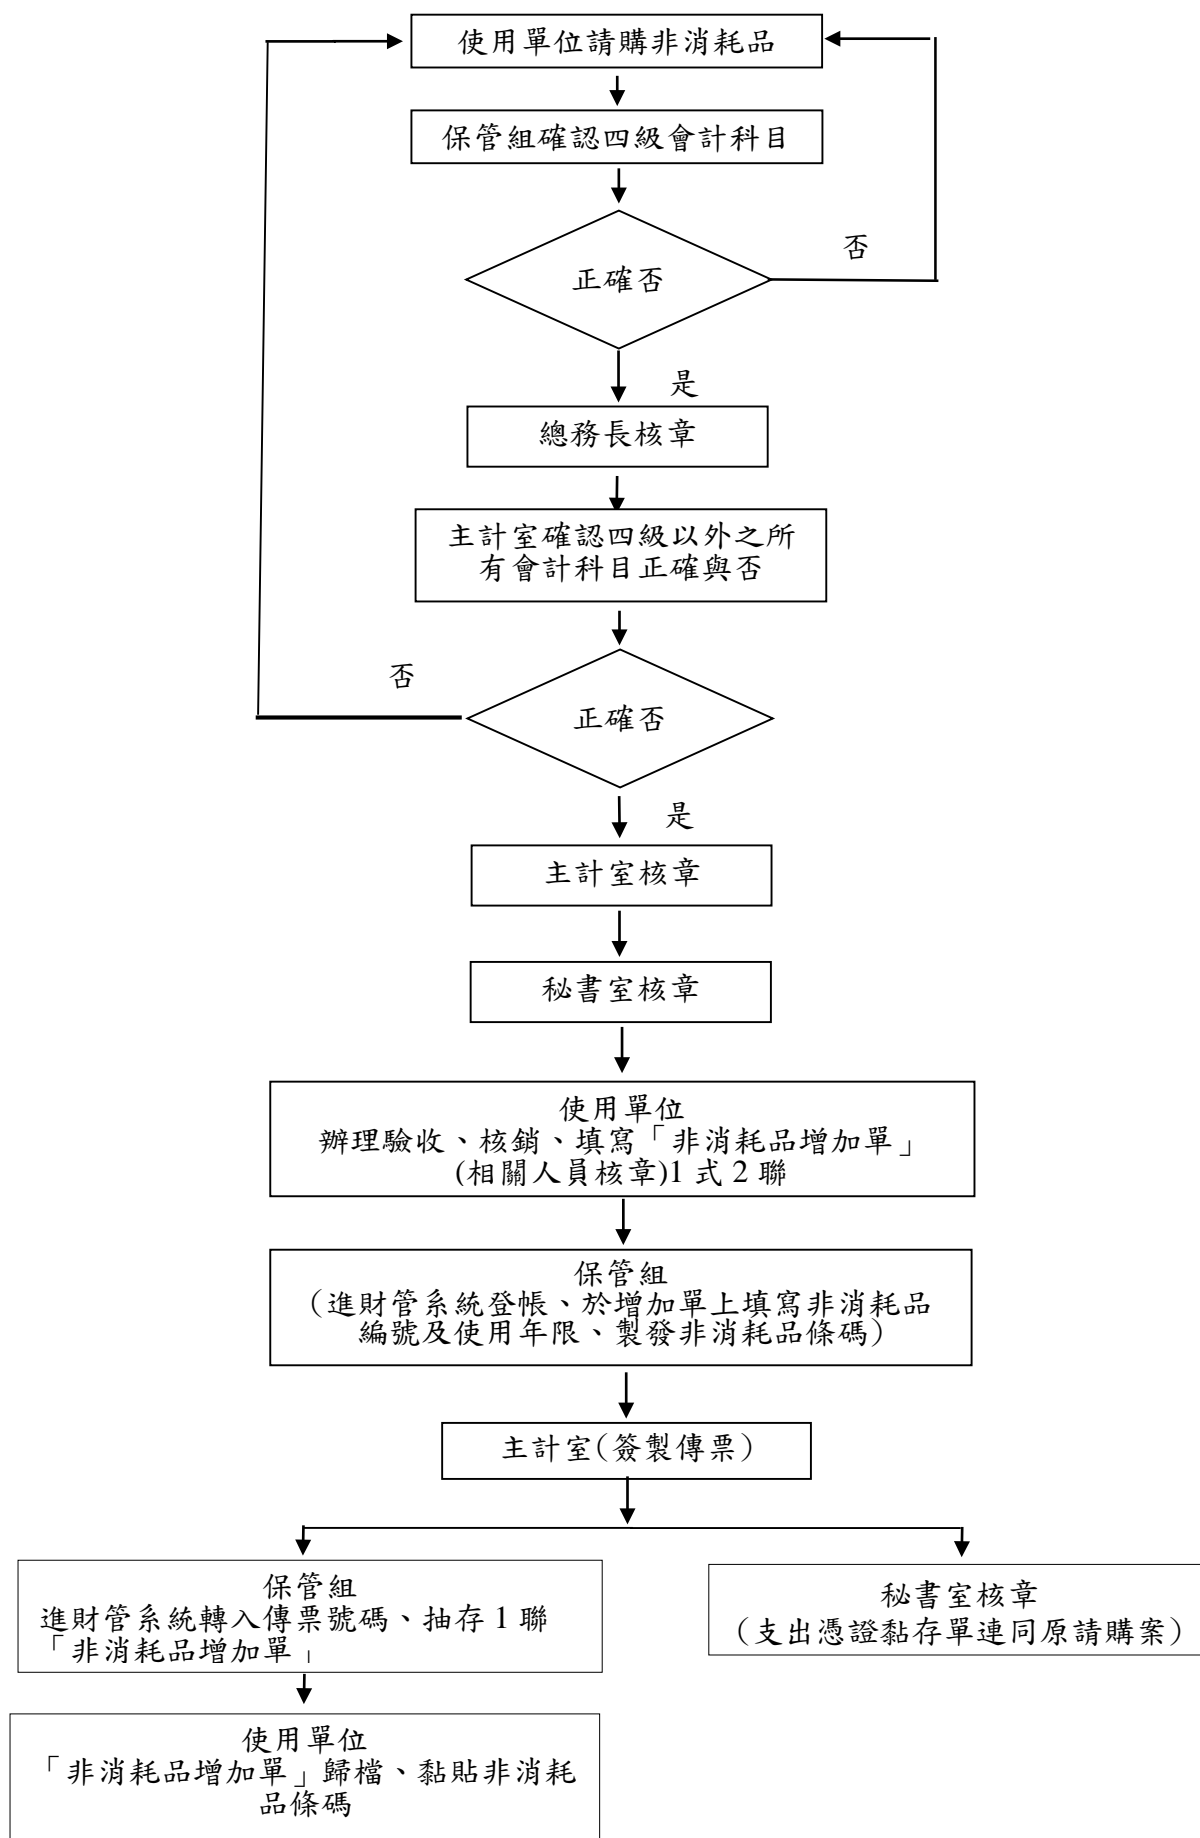 使用單位請購非消耗品
保管組確認四級會計科目
否
正確否
是
總務長核章
主計室確認四級以外之所
有會計科目正確與否
否
正確否
是
主計室核章
秘書室核章
使用單位
辦理驗收、核銷、填寫「非消耗品增加單」
(相關人員核章)1 式 2 聯
保管組
（進財管系統登帳、於增加單上填寫非消耗品
編號及使用年限、製發非消耗品條碼）
主計室(簽製傳票)
保管組
進財管系統轉入傳票號碼、抽存 1 聯
「非消耗品增加單」
秘書室核章
（支出憑證黏存單連同原請購案）
使用單位
「非消耗品增加單」歸檔、黏貼非消耗
品條碼